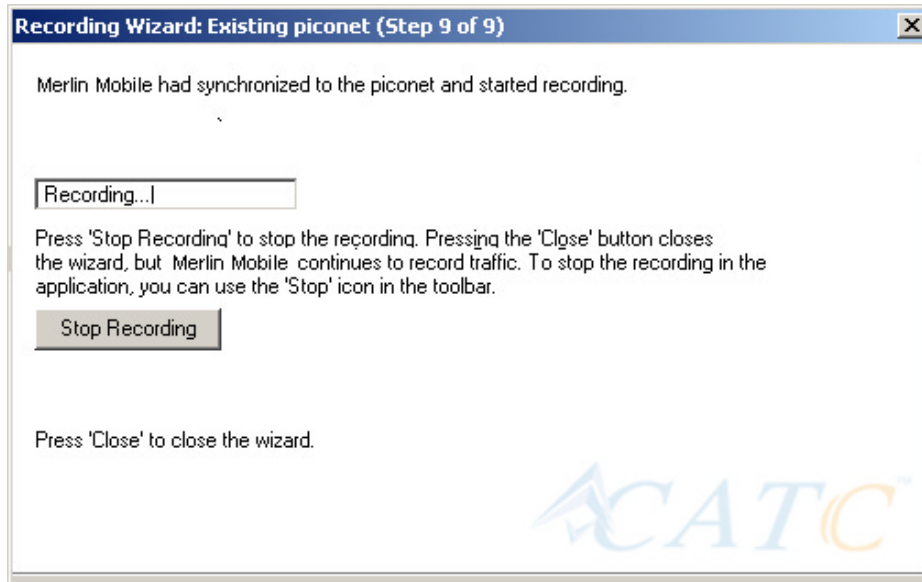 Recording Wizard: Existing piconet (Step 9 of 9)
Merlin Mobile had synchronized to the piconet and started recording.
Recording...
Press 'Stop Recording' to stop the recording. Pressing the 'Close' button closes
the wizard, but Merlin Mobile continues to record traffic. To stop the recording in the
application, you can use the 'Stop' icon in the toolbar.
Stop Recording
Press 'Close' to close the wizard.
CATC™